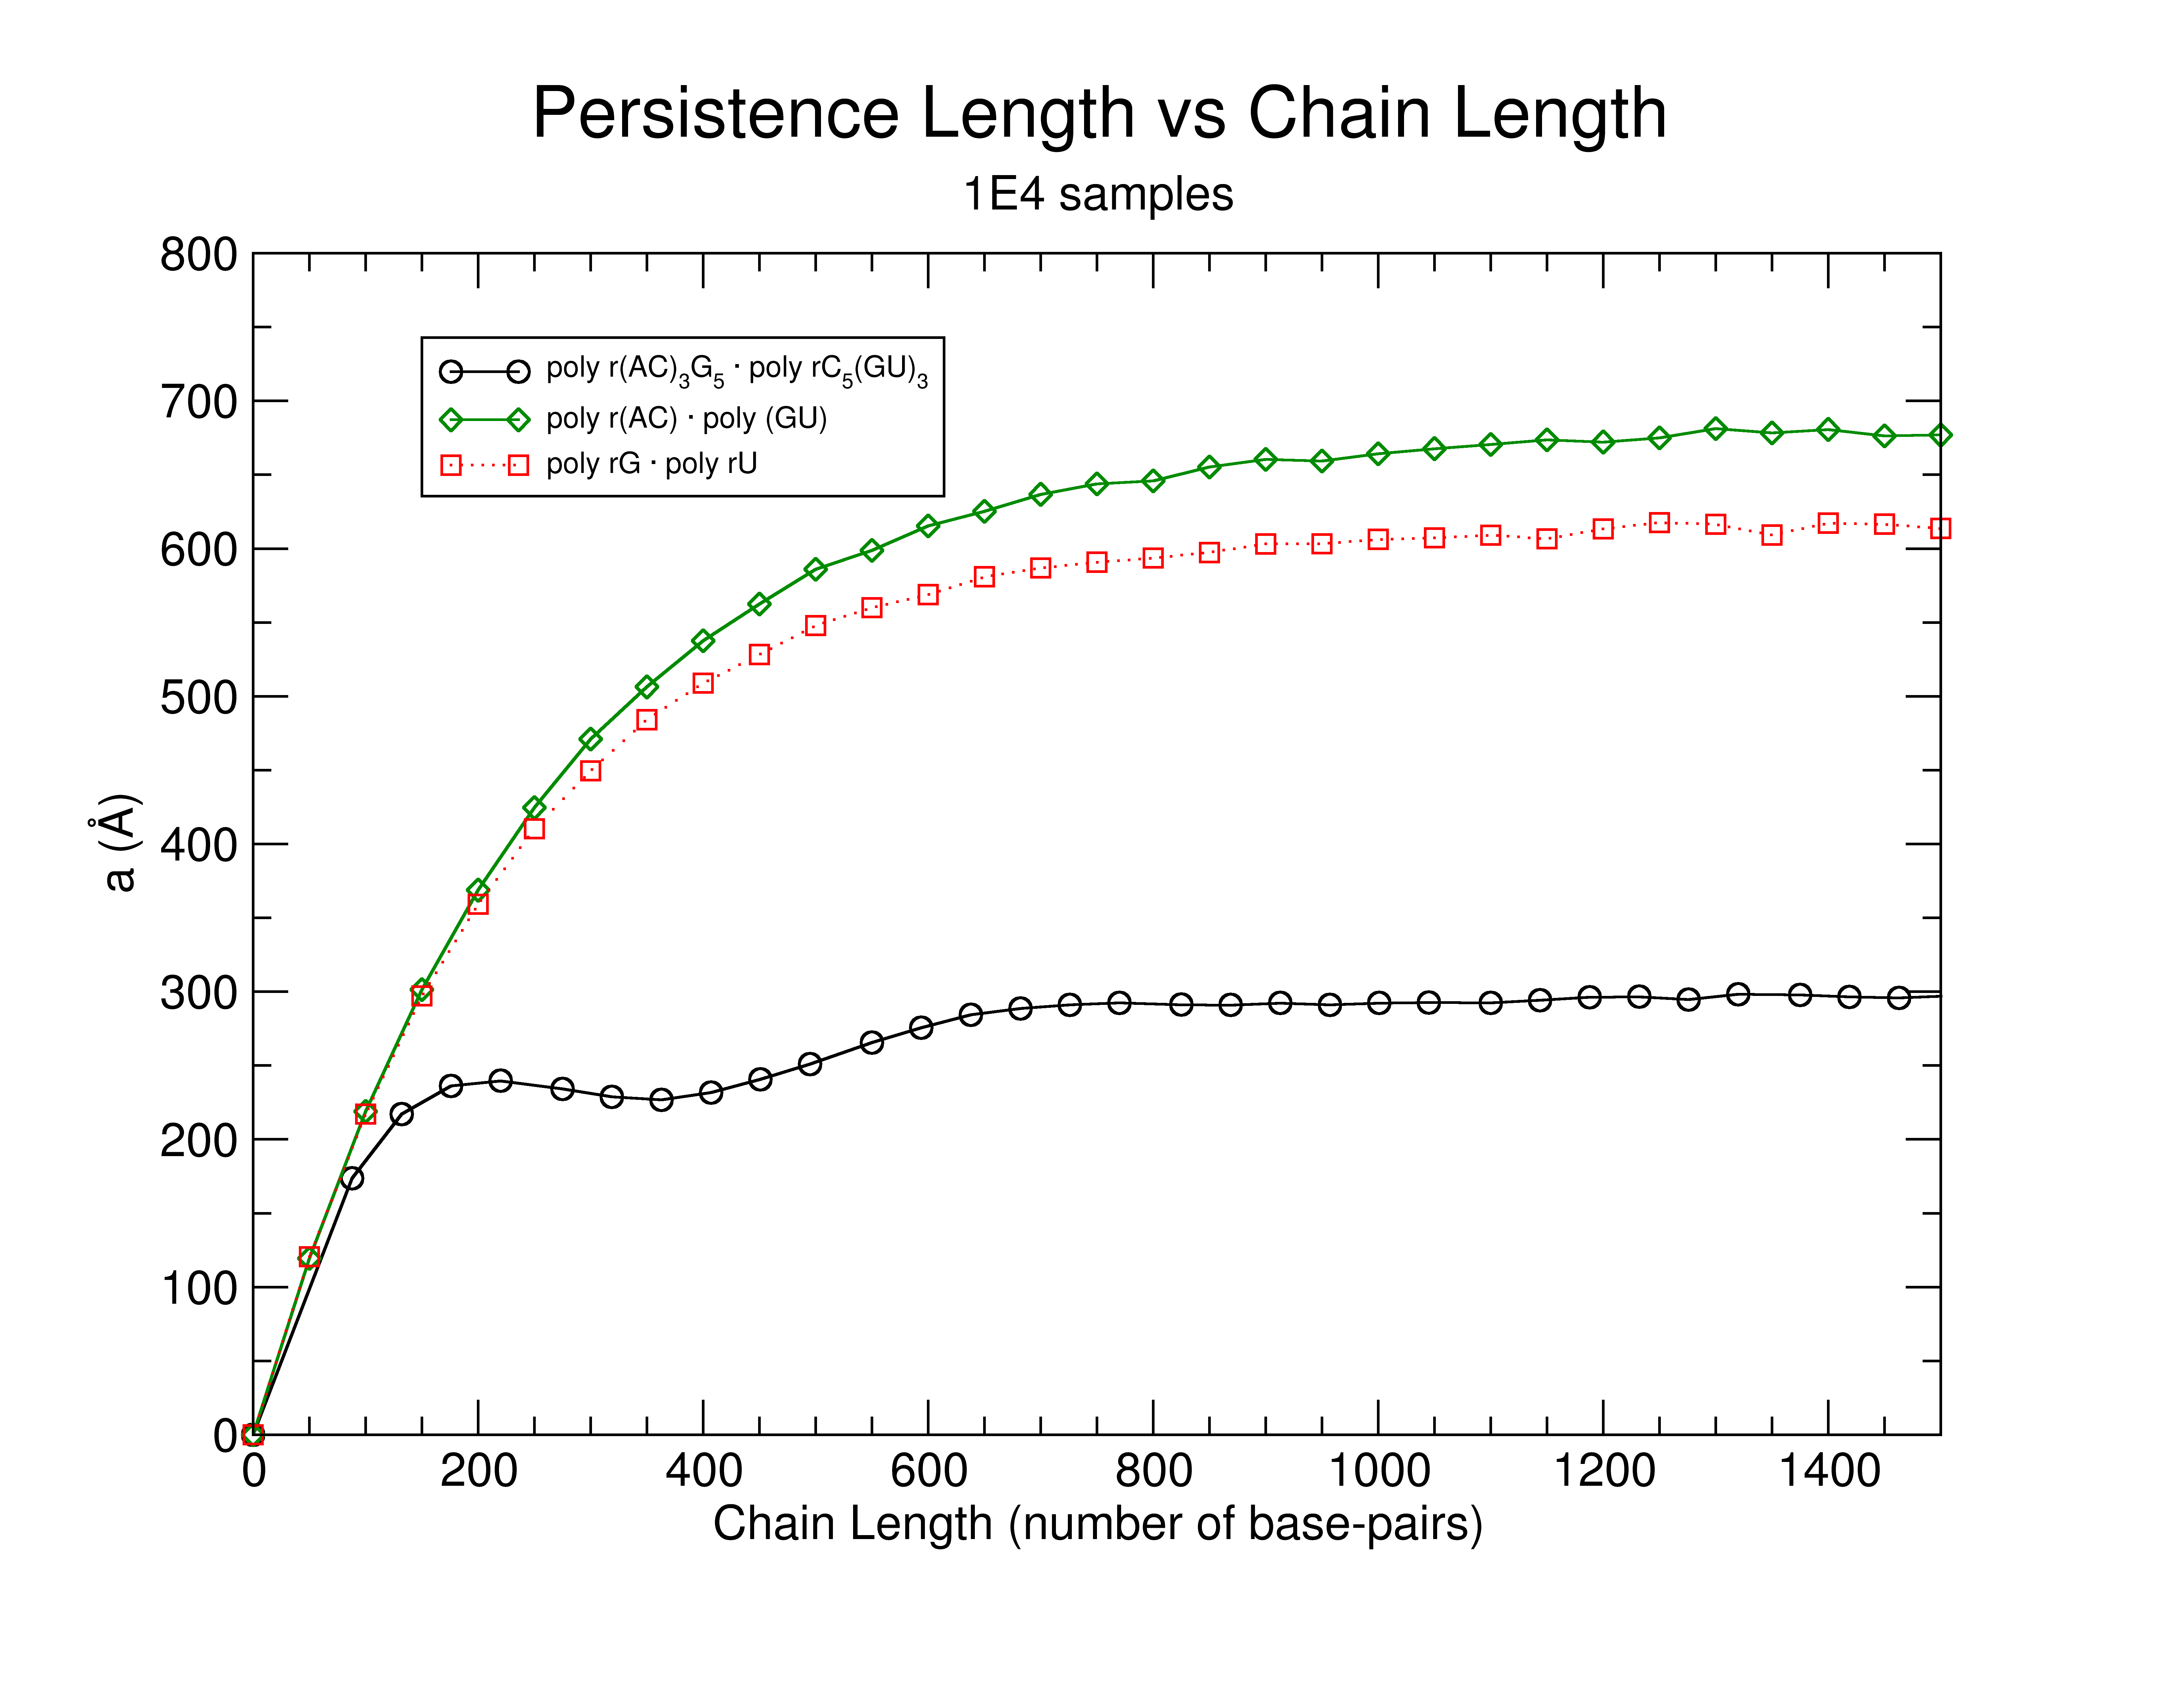 Persistence Length vs Chain Length
1E4 samples
800
700
600
500
400
300
200
100
0
a (Å)
poly r(AC)₃G₅ · poly rC₅(GU)₃
poly r(AC) · poly (GU)
poly rG · poly rU
0 200 400 600 800 1000 1200 1400
Chain Length (number of base-pairs)